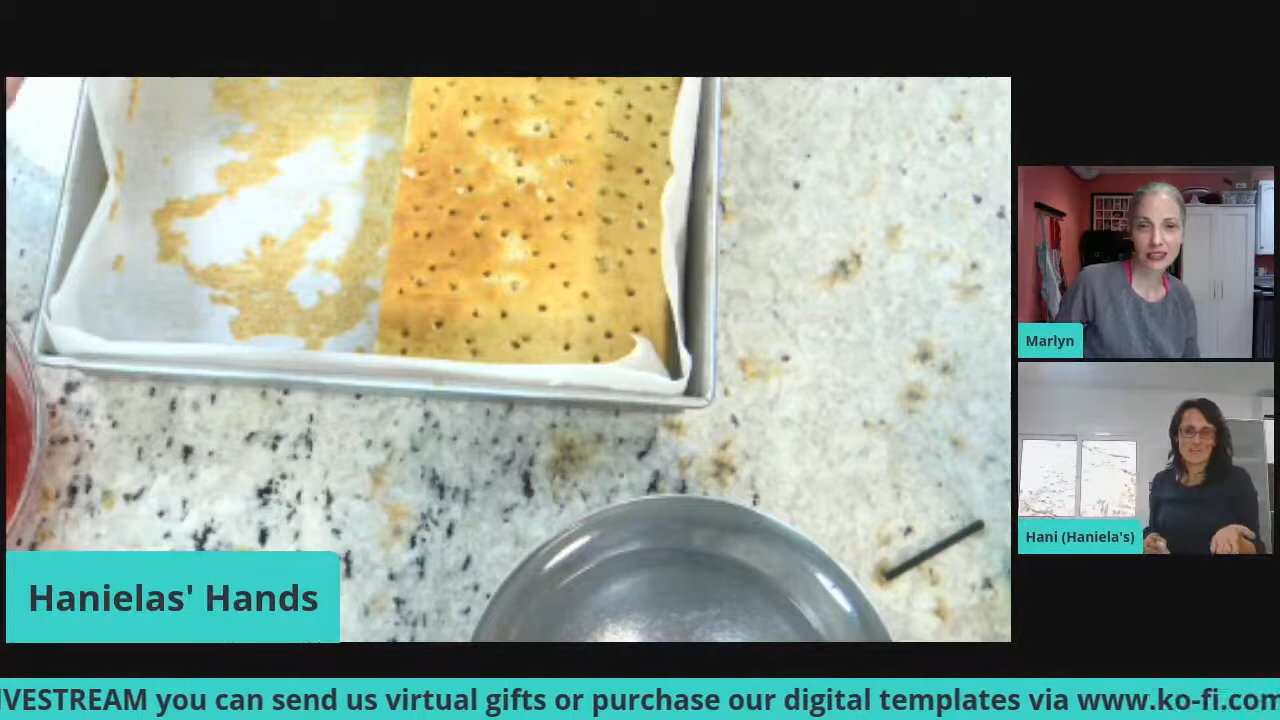 Marlyn
Hani (Haniela's)
Hanielas' Hands
IVESTREAM you can send us virtual gifts or purchase our digital templates via www.ko-fi.com